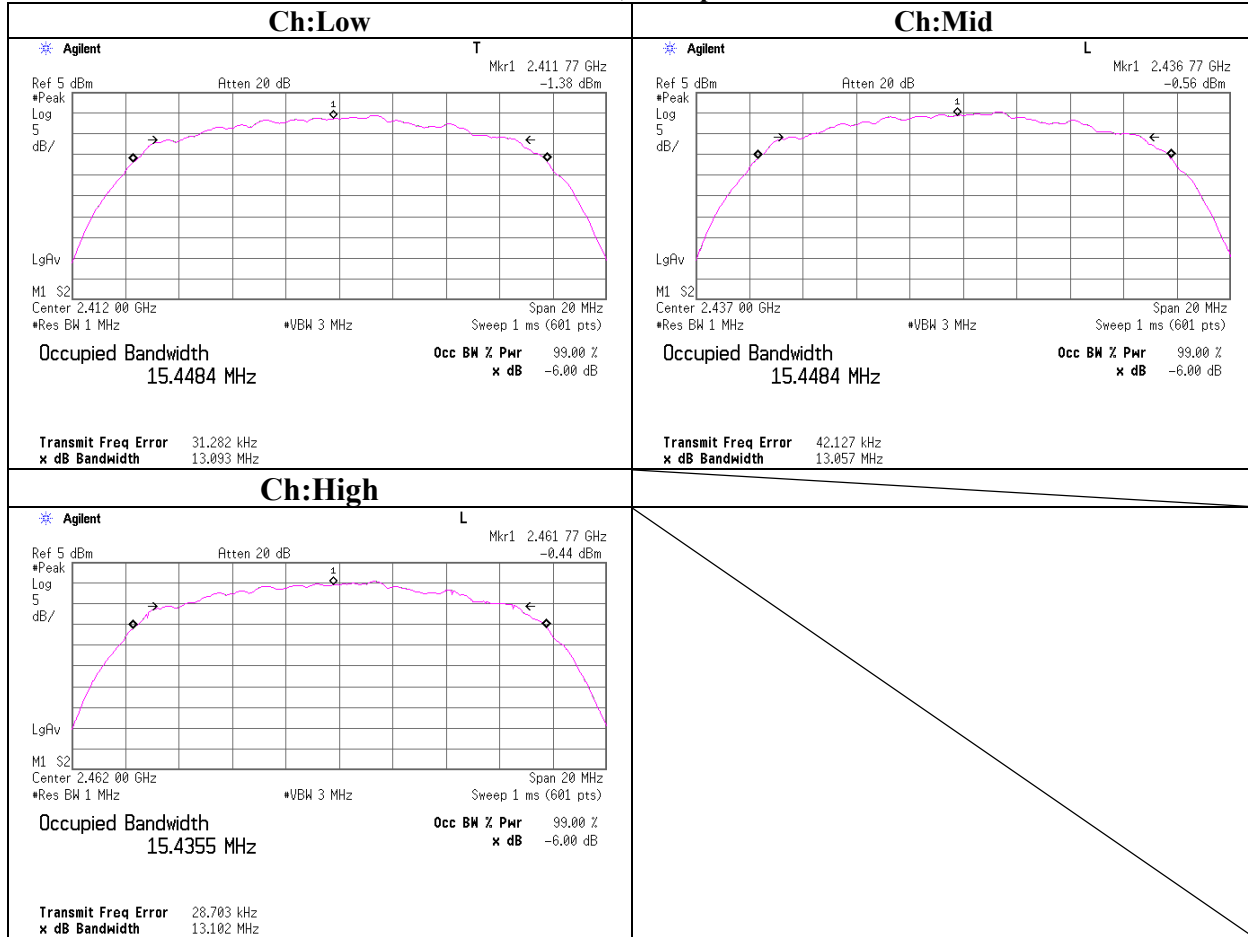 Ch:Low
Agilent T
Mkr1 2.411 77 GHz
Ref 5 dBm Atten 20 dB -1.38 dBm
#Peak
Log
5
dB/
1
LgAv
M1 S2
Center 2.412 00 GHz Span 20 MHz
#Res BW 1 MHz #VBW 3 MHz Sweep 1 ms (601 pts)
Occupied Bandwidth Occ BW % Pwr 99.00 %
15.4484 MHz x dB -6.00 dB
Transmit Freq Error 31.282 kHz
x dB Bandwidth 13.093 MHz
Ch:Mid
Agilent L
Mkr1 2.436 77 GHz
Ref 5 dBm Atten 20 dB -0.56 dBm
#Peak
Log
5
dB/
1
LgAv
M1 S2
Center 2.437 00 GHz Span 20 MHz
#Res BW 1 MHz #VBW 3 MHz Sweep 1 ms (601 pts)
Occupied Bandwidth Occ BW % Pwr 99.00 %
15.4484 MHz x dB -6.00 dB
Transmit Freq Error 42.127 kHz
x dB Bandwidth 13.057 MHz
Ch:High
Agilent L
Mkr1 2.461 77 GHz
Ref 5 dBm Atten 20 dB -0.44 dBm
#Peak
Log
5
dB/
1
LgAv
M1 S2
Center 2.462 00 GHz Span 20 MHz
#Res BW 1 MHz #VBW 3 MHz Sweep 1 ms (601 pts)
Occupied Bandwidth Occ BW % Pwr 99.00 %
15.4355 MHz x dB -6.00 dB
Transmit Freq Error 28.703 kHz
x dB Bandwidth 13.102 MHz